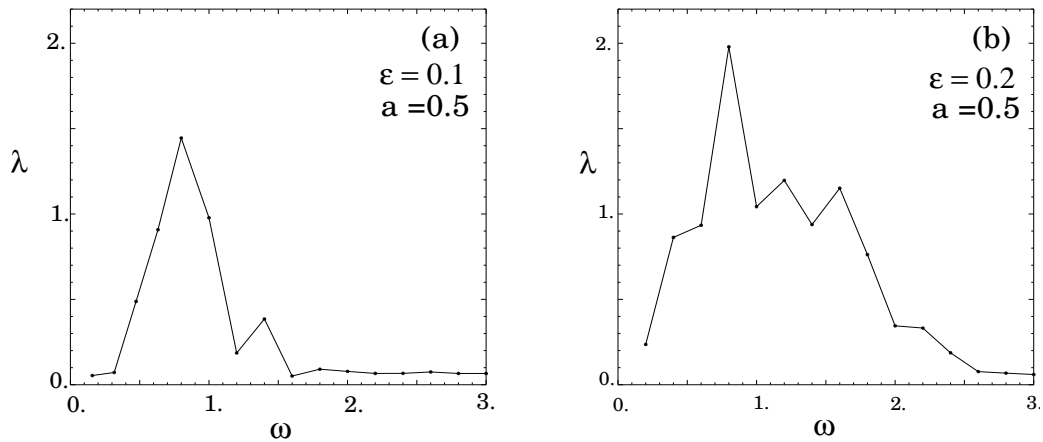 (a)
ε = 0.1
a =0.5
2.
1.
0.
λ
0. 1. 2. 3.
ω
(b)
ε = 0.2
a =0.5
2.
1.
0.
λ
0. 1. 2. 3.
ω